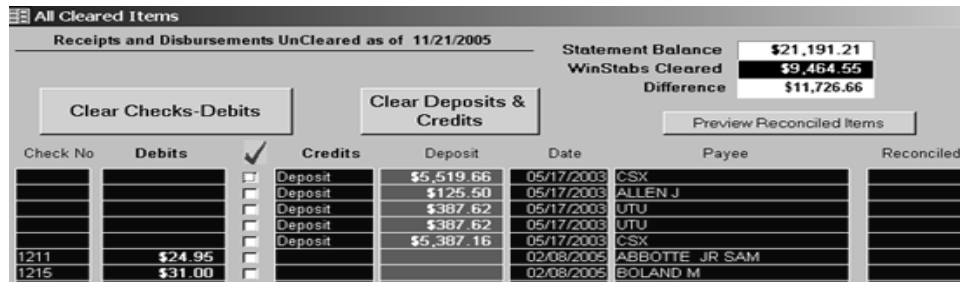 All Cleared Items
Receipts and Disbursements UnCleared as of 11/21/2005
Statement Balance $21,191.21
WinStabs Cleared $9,464.55
Difference $11,726.66
Clear Checks-Debits
Clear Deposits &
Credits
Preview Reconciled Items
Check No Debits Credits Deposit Date Payee Reconciled
Deposit $5,519.66 05/17/2003 CSX
Deposit $125.50 05/17/2003 ALLEN J
Deposit $387.62 05/17/2003 UTU
Deposit $387.62 05/17/2003 UTU
Deposit $5,387.16 05/17/2003 CSX
1211 $24.95 02/08/2005 ABBOTTE JR SAM
1215 $31.00 02/08/2005 BOLAND M